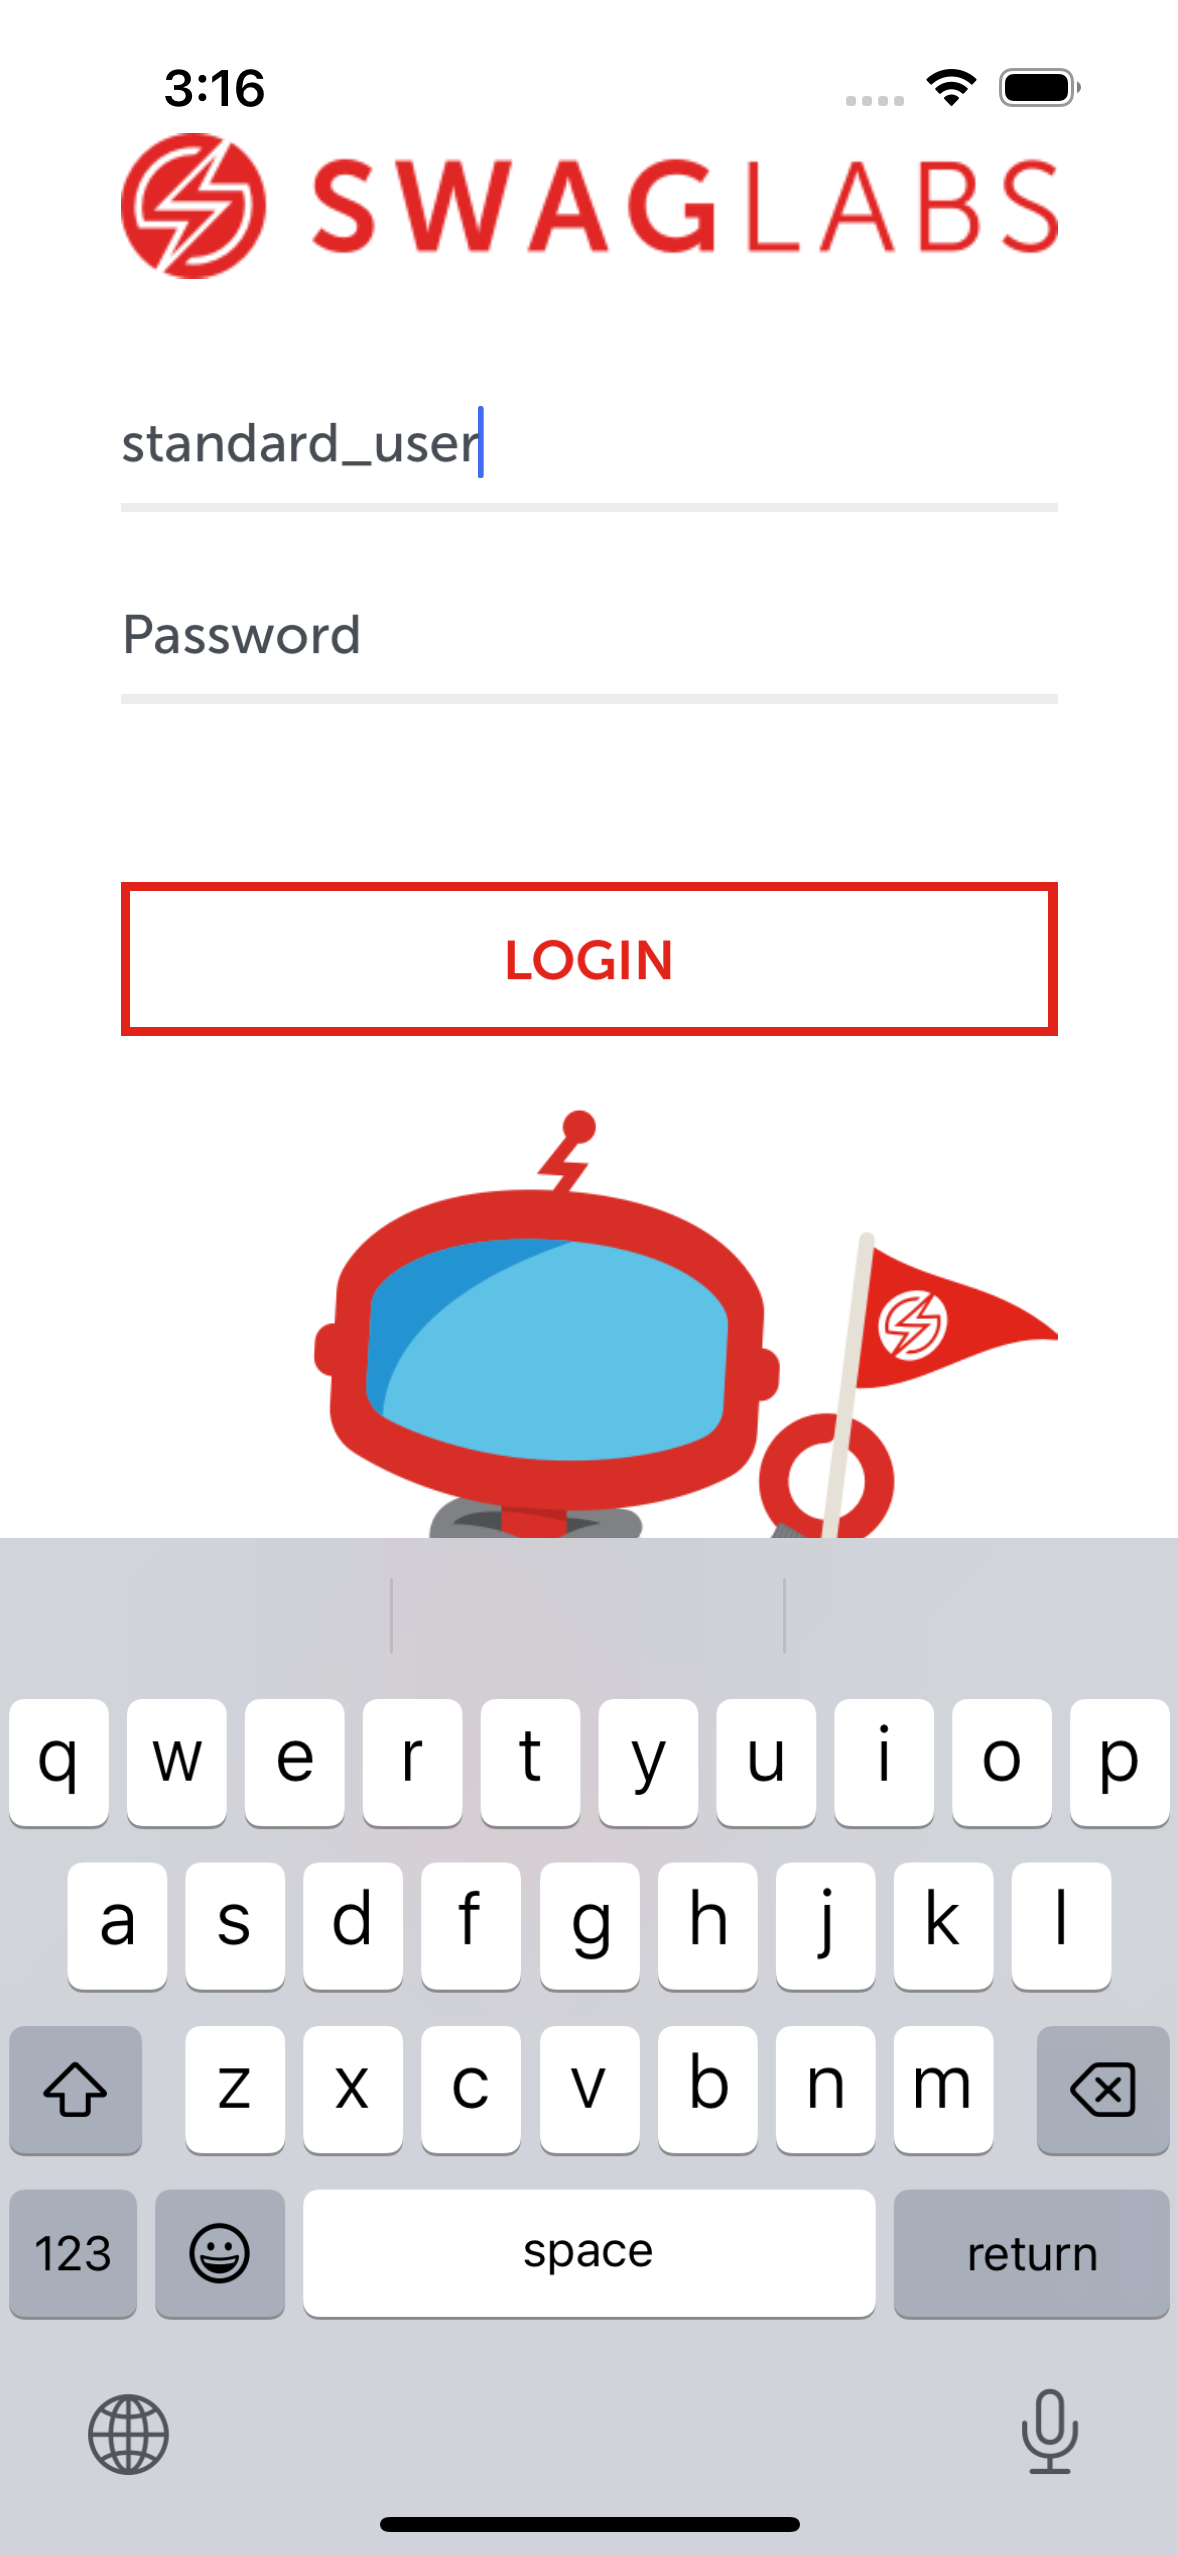 3:16
SWAGLABS
standard_user
Password
LOGIN
q w e r t y u i o p
a s d f g h j k l
z x c v b n m
123 space return